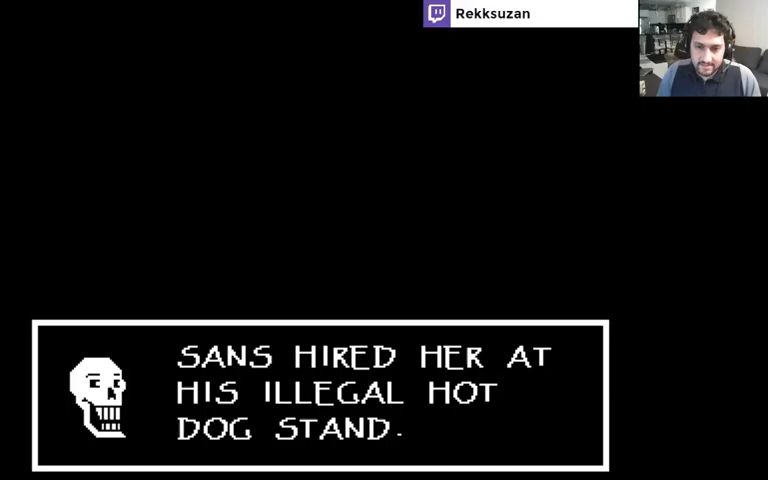 Rekksuzan
SANS HIRED HER AT
HIS ILLEGAL HOT
DOG STAND.